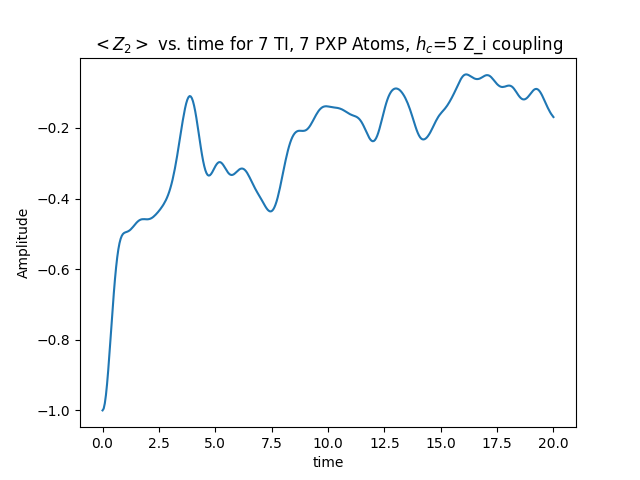 < Z₂ > vs. time for 7 TI, 7 PXP Atoms, h_c=5 Z_i coupling
Amplitude
−0.2
−0.4
−0.6
−0.8
−1.0
0.0 2.5 5.0 7.5 10.0 12.5 15.0 17.5 20.0
time